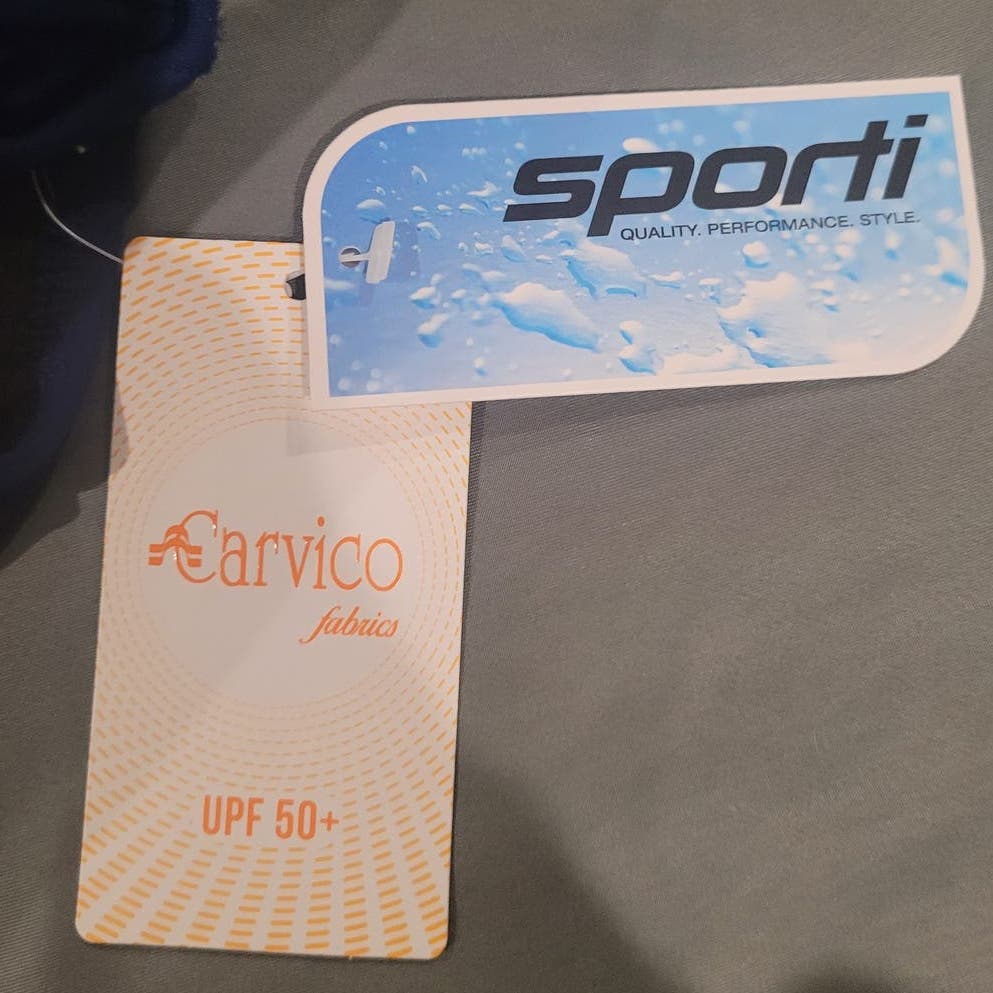 sporti
QUALITY. PERFORMANCE. STYLE.
Carvico
fabrics
UPF 50+